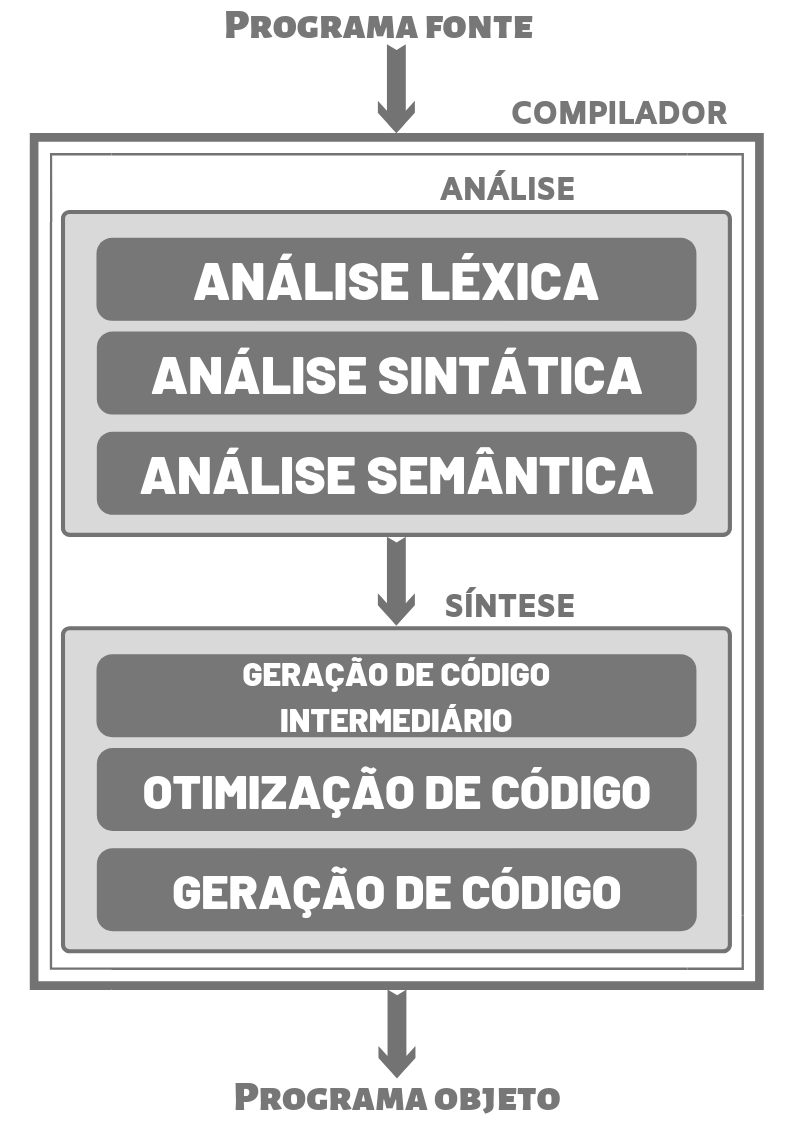 Programa fonte
COMPILADOR
ANÁLISE
ANÁLISE LÉXICA
ANÁLISE SINTÁTICA
ANÁLISE SEMÂNTICA
SÍNTESE
GERAÇÃO DE CÓDIGO
INTERMEDIÁRIO
OTIMIZAÇÃO DE CÓDIGO
GERAÇÃO DE CÓDIGO
Programa objeto